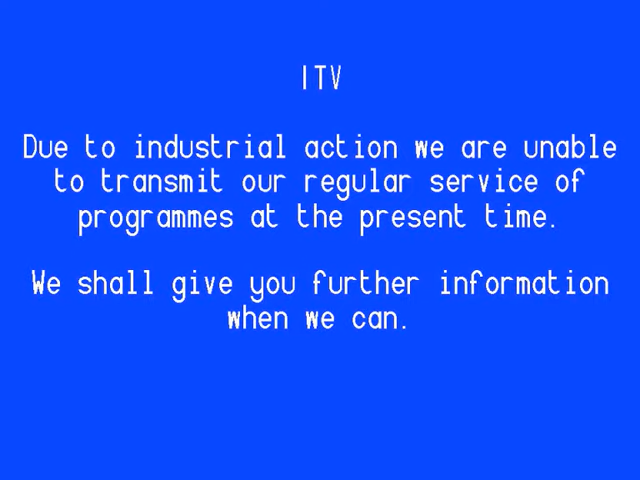 ITV
Due to industrial action we are unable
to transmit our regular service of
programmes at the present time.
We shall give you further information
when we can.